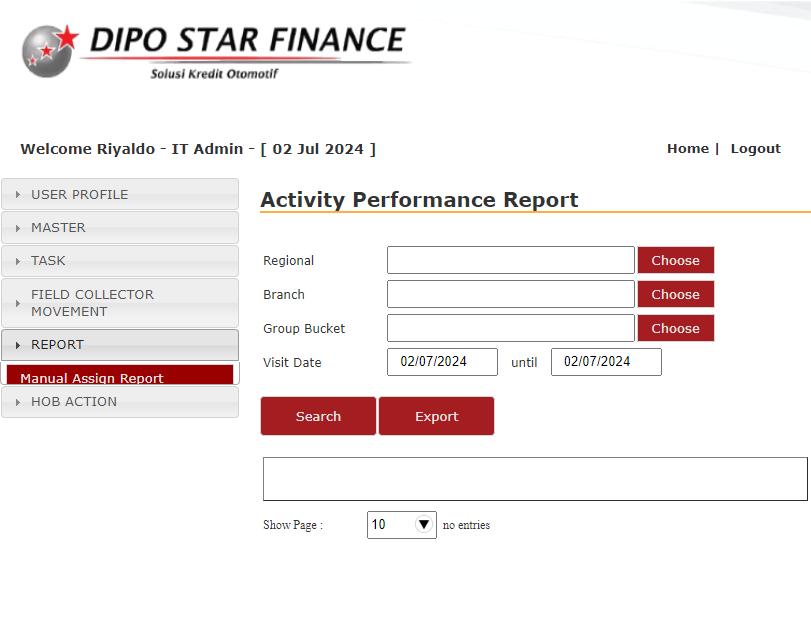 DIPO STAR FINANCE
Solusi Kredit Otomotif
Welcome Riyaldo - IT Admin - [ 02 Jul 2024 ]
Home | Logout
USER PROFILE
MASTER
TASK
FIELD COLLECTOR
MOVEMENT
REPORT
Manual Assign Report
HOB ACTION
Activity Performance Report
Regional Choose
Branch Choose
Group Bucket Choose
Visit Date 02/07/2024 until 02/07/2024
Search Export
Show Page : 10 no entries